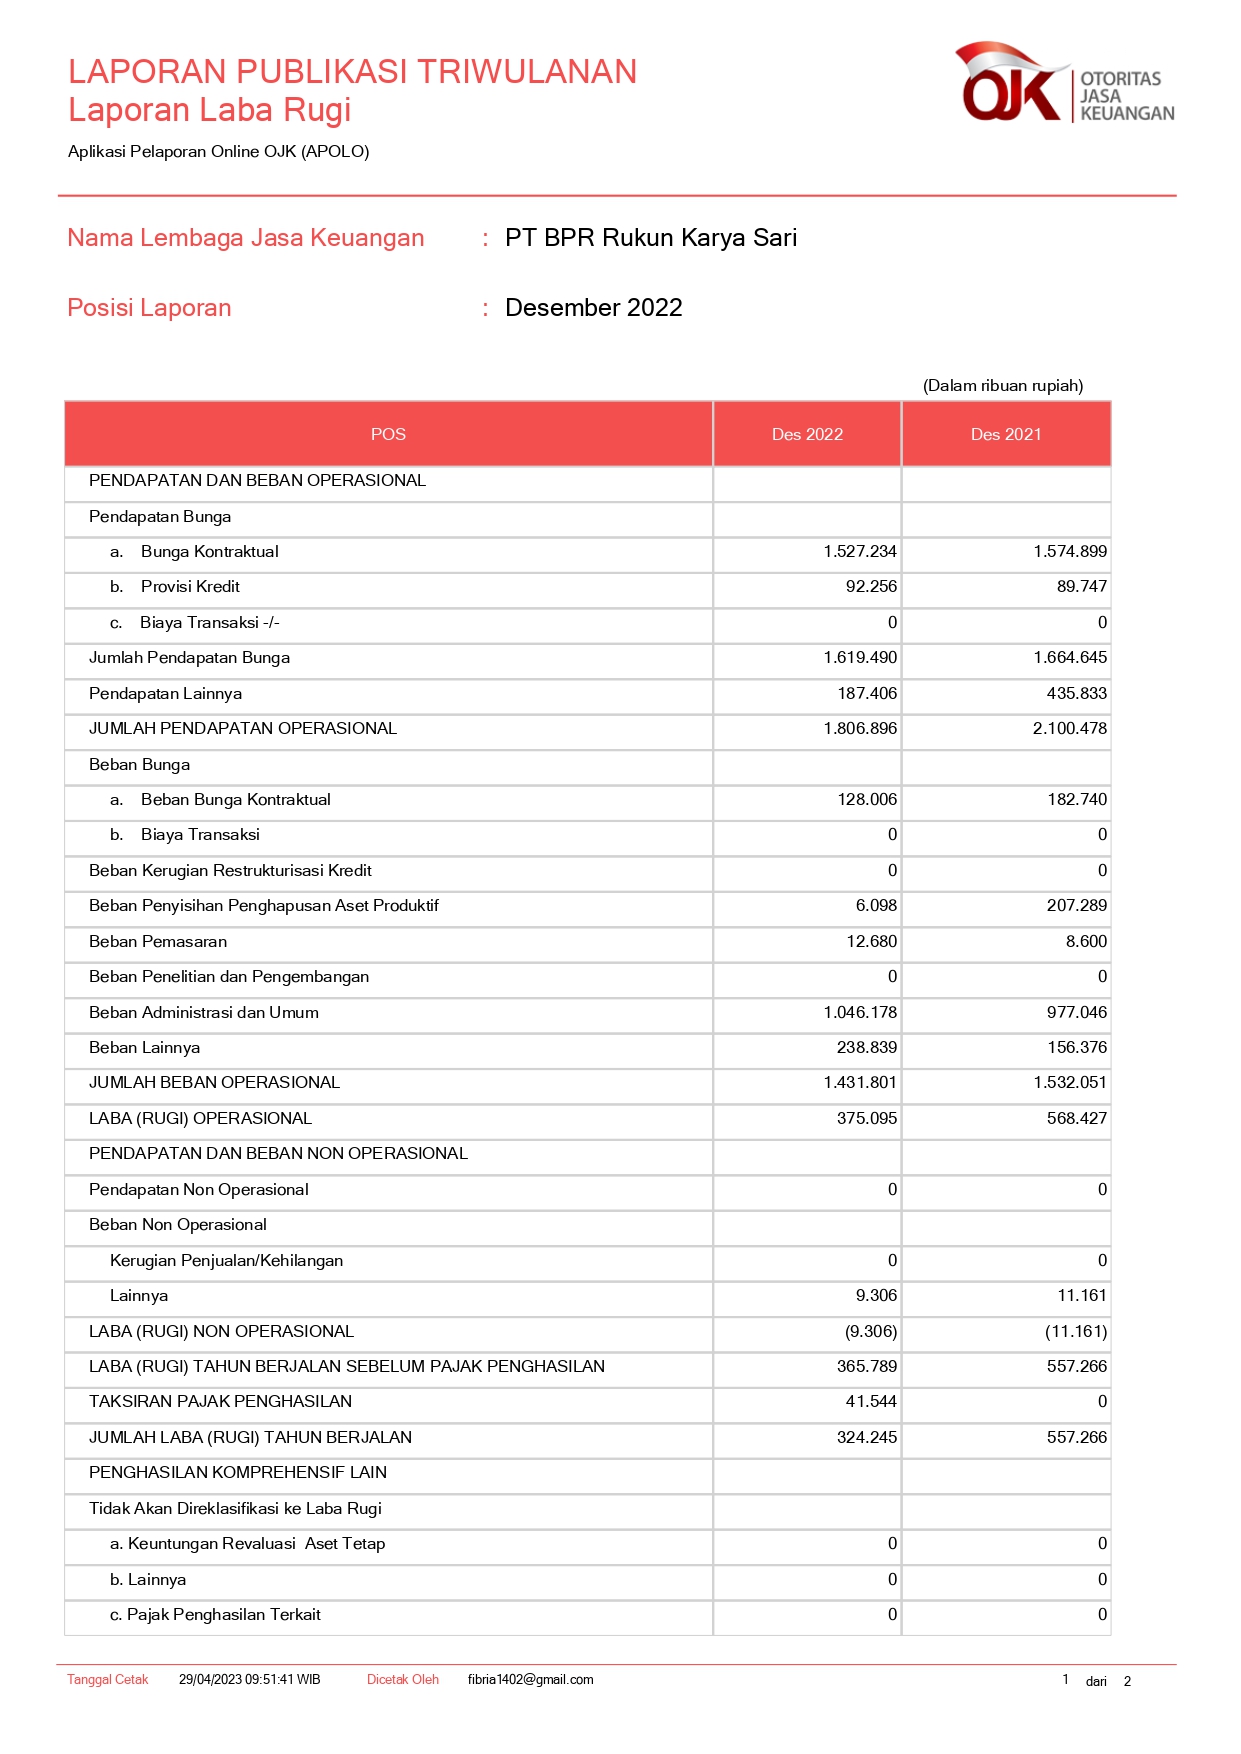 LAPORAN PUBLIKASI TRIWULANAN
Laporan Laba Rugi
Aplikasi Pelaporan Online OJK (APOLO)
OJK OTORITAS JASA KEUANGAN
Nama Lembaga Jasa Keuangan : PT BPR Rukun Karya Sari
Posisi Laporan : Desember 2022
(Dalam ribuan rupiah)
POS Des 2022 Des 2021
PENDAPATAN DAN BEBAN OPERASIONAL
Pendapatan Bunga
a. Bunga Kontraktual 1.527.234 1.574.899
b. Provisi Kredit 92.256 89.747
c. Biaya Transaksi -/- 0 0
Jumlah Pendapatan Bunga 1.619.490 1.664.645
Pendapatan Lainnya 187.406 435.833
JUMLAH PENDAPATAN OPERASIONAL 1.806.896 2.100.478
Beban Bunga
a. Beban Bunga Kontraktual 128.006 182.740
b. Biaya Transaksi 0 0
Beban Kerugian Restrukturisasi Kredit 0 0
Beban Penyisihan Penghapusan Aset Produktif 6.098 207.289
Beban Pemasaran 12.680 8.600
Beban Penelitian dan Pengembangan 0 0
Beban Administrasi dan Umum 1.046.178 977.046
Beban Lainnya 238.839 156.376
JUMLAH BEBAN OPERASIONAL 1.431.801 1.532.051
LABA (RUGI) OPERASIONAL 375.095 568.427
PENDAPATAN DAN BEBAN NON OPERASIONAL
Pendapatan Non Operasional 0 0
Beban Non Operasional
Kerugian Penjualan/Kehilangan 0 0
Lainnya 9.306 11.161
LABA (RUGI) NON OPERASIONAL (9.306) (11.161)
LABA (RUGI) TAHUN BERJALAN SEBELUM PAJAK PENGHASILAN 365.789 557.266
TAKSIRAN PAJAK PENGHASILAN 41.544 0
JUMLAH LABA (RUGI) TAHUN BERJALAN 324.245 557.266
PENGHASILAN KOMPREHENSIF LAIN
Tidak Akan Direklasifikasi ke Laba Rugi
a. Keuntungan Revaluasi Aset Tetap 0 0
b. Lainnya 0 0
c. Pajak Penghasilan Terkait 0 0
Tanggal Cetak 29/04/2023 09:51:41 WIB Dicetak Oleh fibria1402@gmail.com 1 dari 2